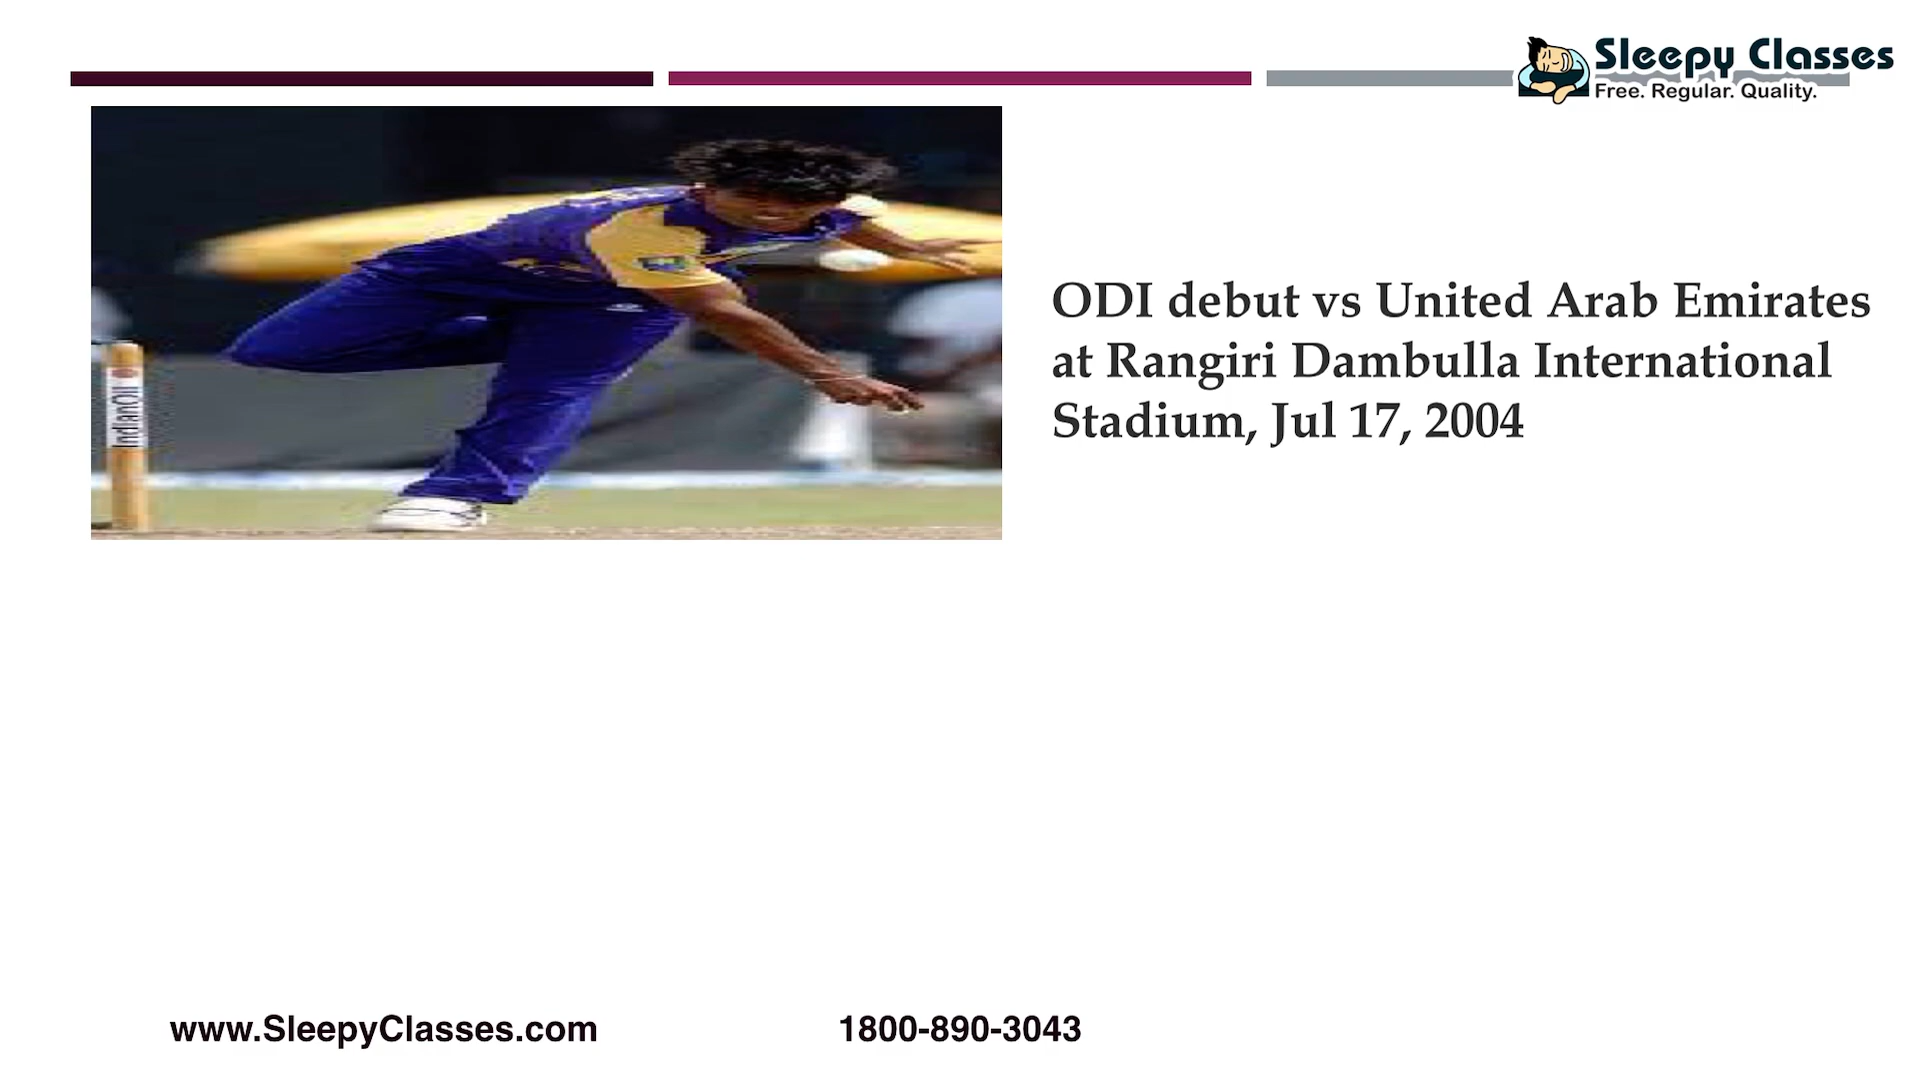 Sleepy Classes
Free. Regular. Quality.
IndianOil
ODI debut vs United Arab Emirates
at Rangiri Dambulla International
Stadium, Jul 17, 2004
www.SleepyClasses.com
1800-890-3043